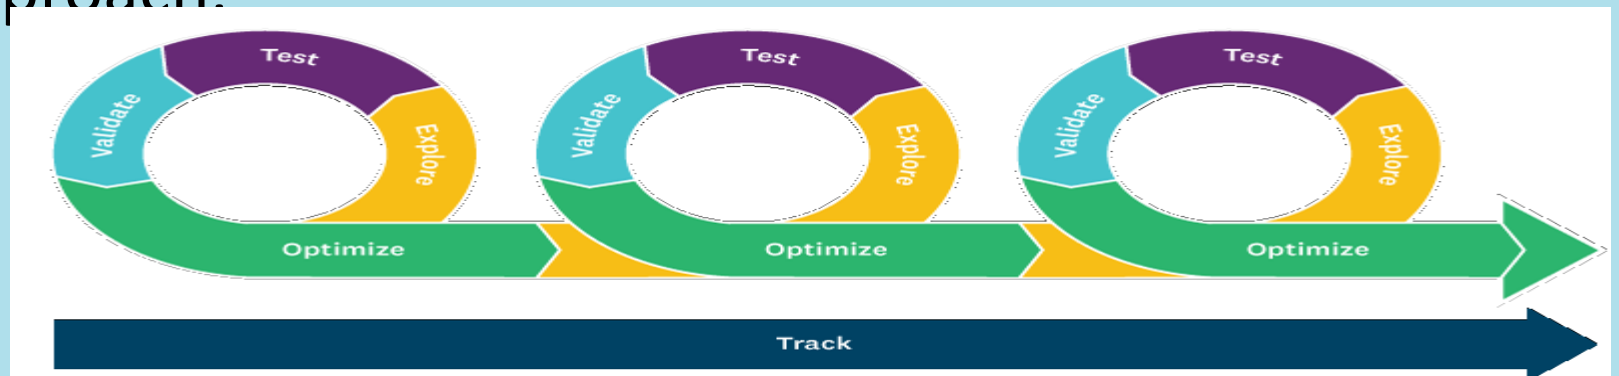 Test
Test
Test
Validate
Explore
Validate
Explore
Validate
Explore
Optimize
Optimize
Optimize
Track